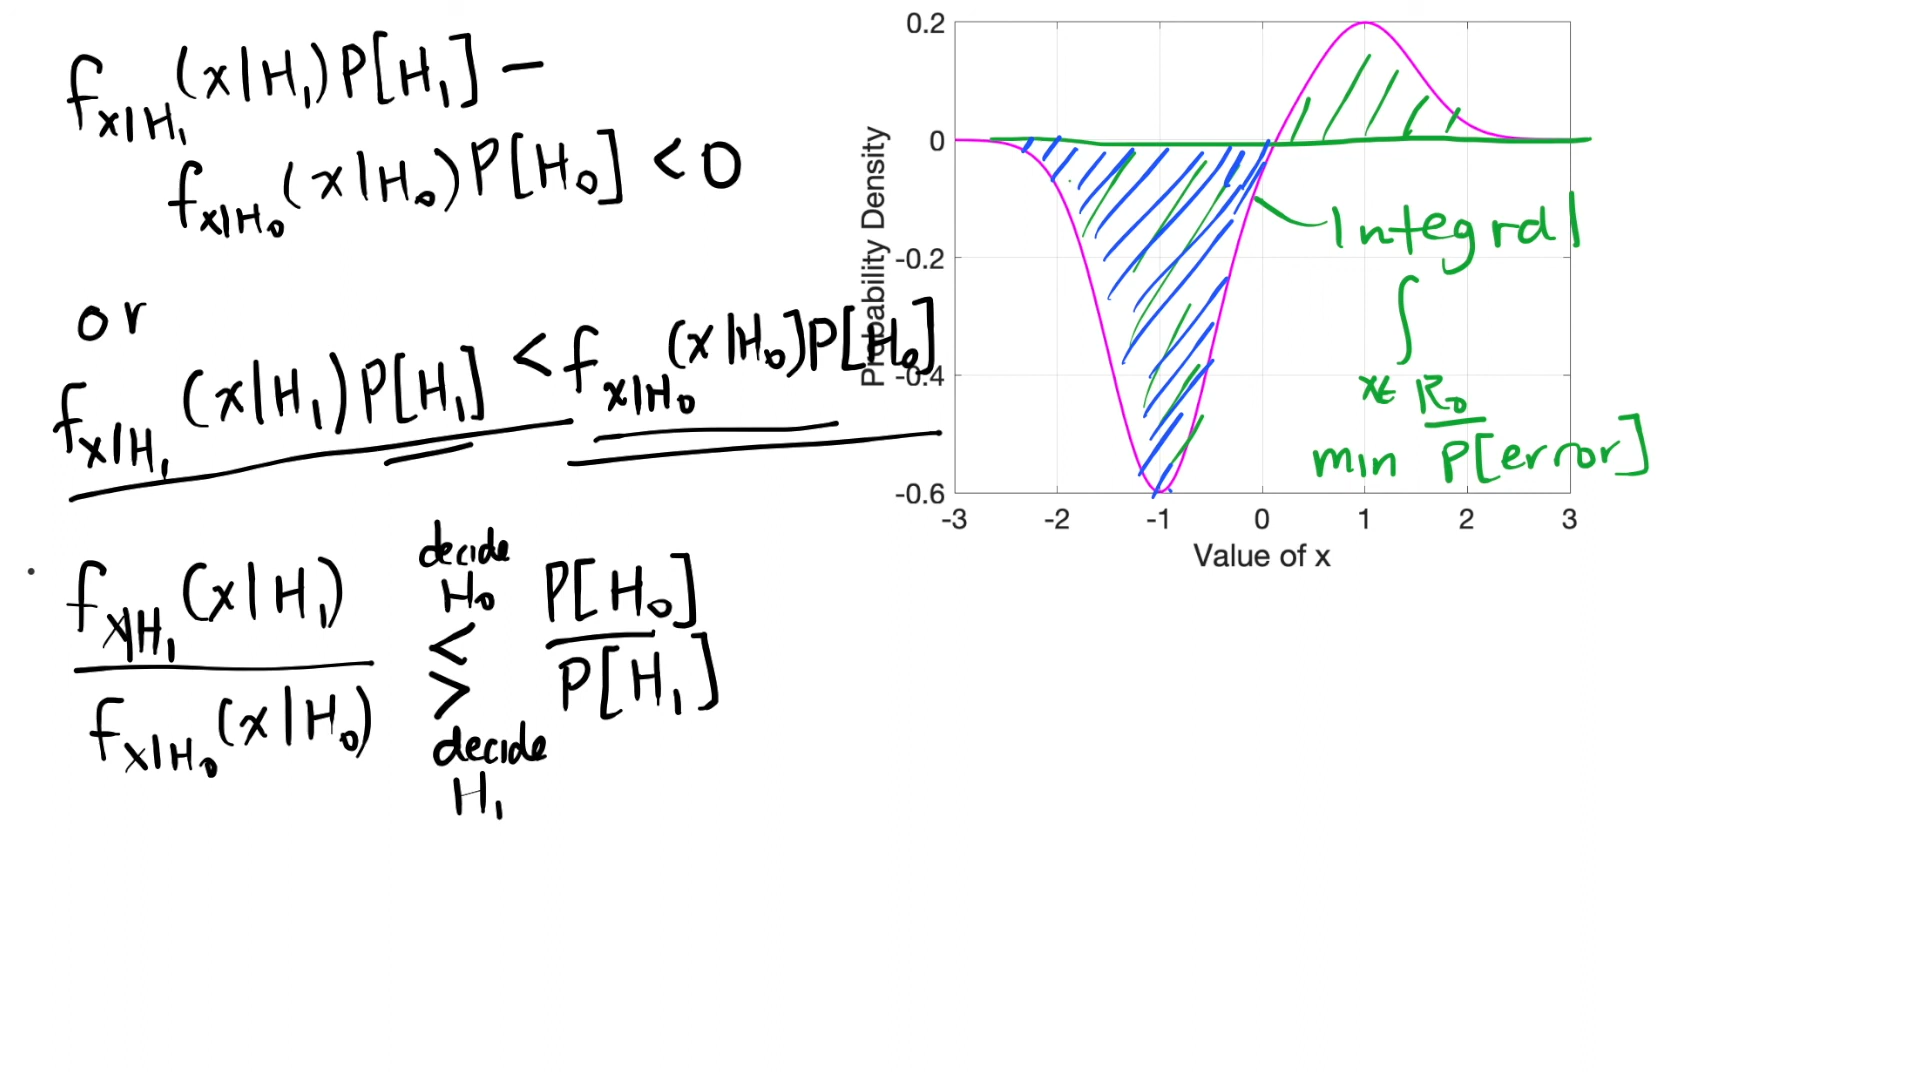 f_{X|H₁}(x|H₁)P[H₁] −
f_{X|H₀}(x|H₀)P[H₀] < 0
or
f_{X|H₁}(x|H₁)P[H₁] < f_{X|H₀}(x|H₀)P[H₀]
f_{X|H₁}(x|H₁)
f_{X|H₀}(x|H₀)
decide
H₀
<
>
decide
H₁
P[H₀]
P[H₁]
Probability Density
0.2
0
-0.2
-0.4
-0.6
-3 -2 -1 0 1 2 3
Value of x
Integral
∫
x∈ R₀
min P[error]